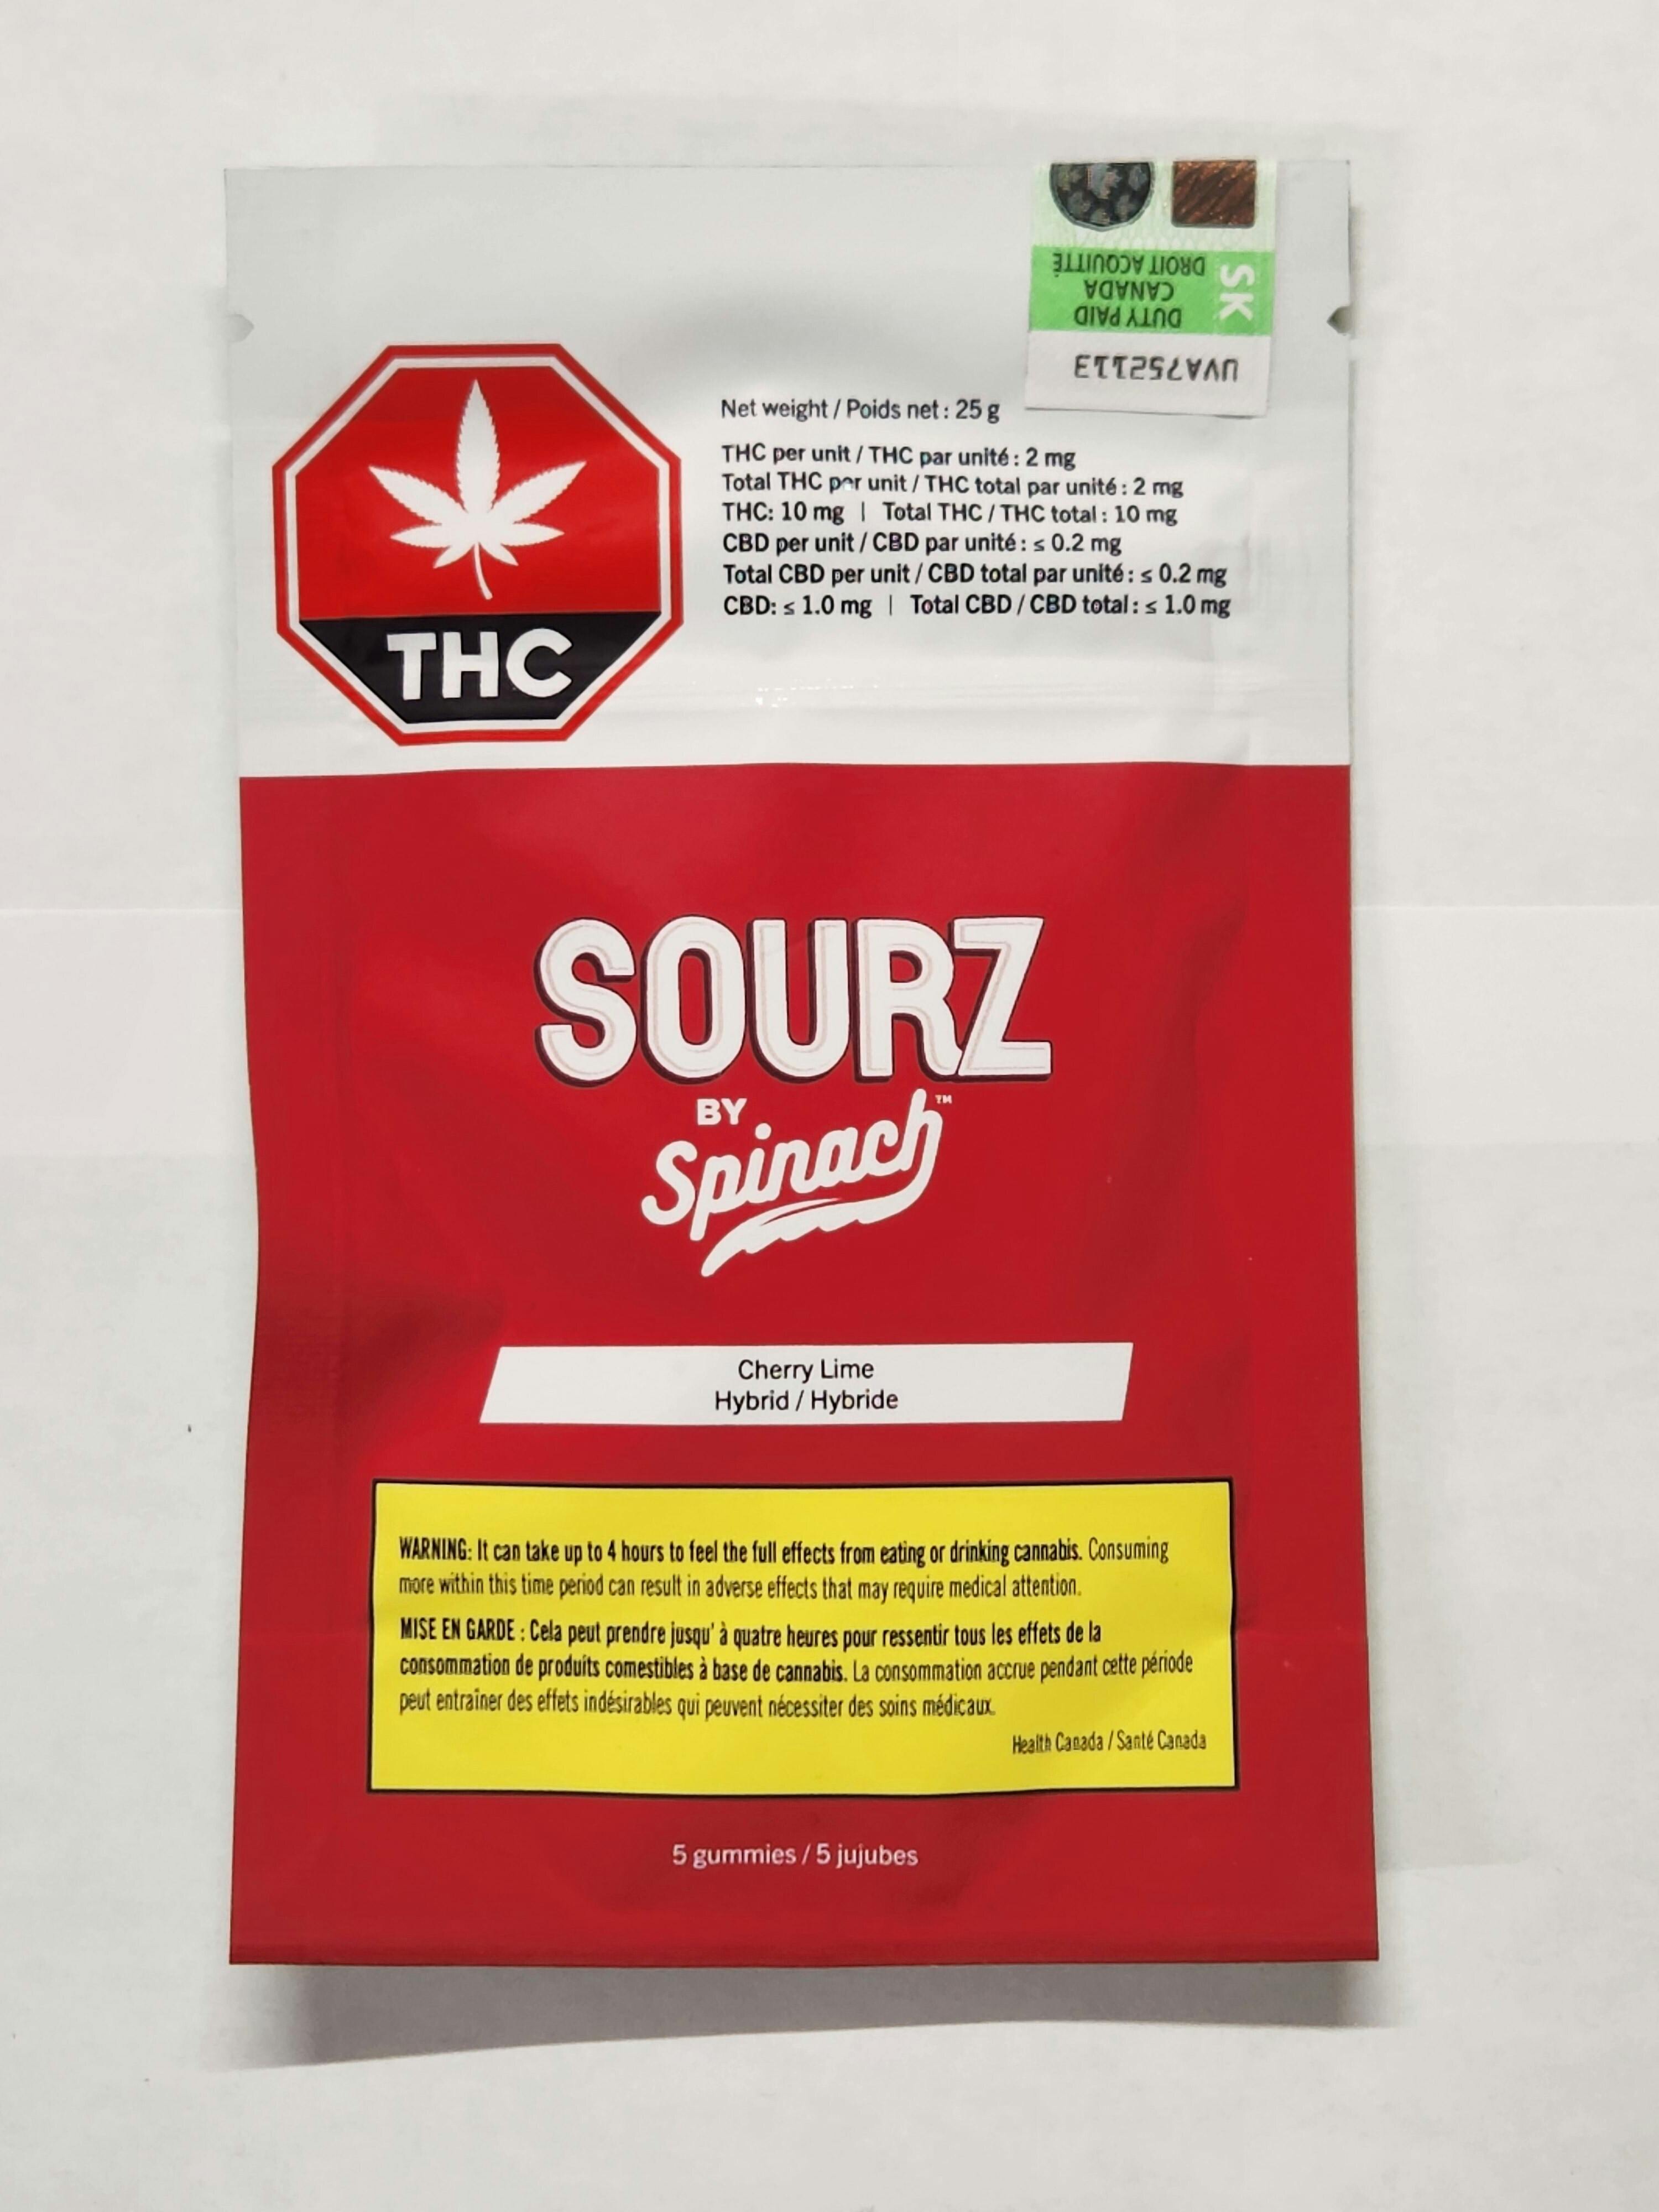 DROIT ACQUITTÉ
CANADA
DUTY PAID
SK
UVA752113
Net weight / Poids net : 25 g
THC per unit / THC par unité : 2 mg
Total THC per unit / THC total par unité : 2 mg
THC: 10 mg | Total THC / THC total : 10 mg
CBD per unit / CBD par unité : ≤ 0.2 mg
Total CBD per unit / CBD total par unité : ≤ 0.2 mg
CBD: ≤ 1.0 mg | Total CBD / CBD total : ≤ 1.0 mg
THC
SOURZ
BY
Spinach™
Cherry Lime
Hybrid / Hybride
WARNING: It can take up to 4 hours to feel the full effects from eating or drinking cannabis. Consuming
more within this time period can result in adverse effects that may require medical attention.
MISE EN GARDE : Cela peut prendre jusqu' à quatre heures pour ressentir tous les effets de la
consommation de produits comestibles à base de cannabis. La consommation accrue pendant cette période
peut entraîner des effets indésirables qui peuvent nécessiter des soins médicaux.
Health Canada / Santé Canada
5 gummies / 5 jujubes